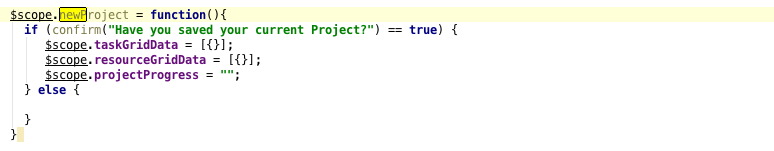 $scope.newProject = function(){
if (confirm("Have you saved your current Project?") == true) {
$scope.taskGridData = [{}];
$scope.resourceGridData = [{}];
$scope.projectProgress = "";
} else {
}
}